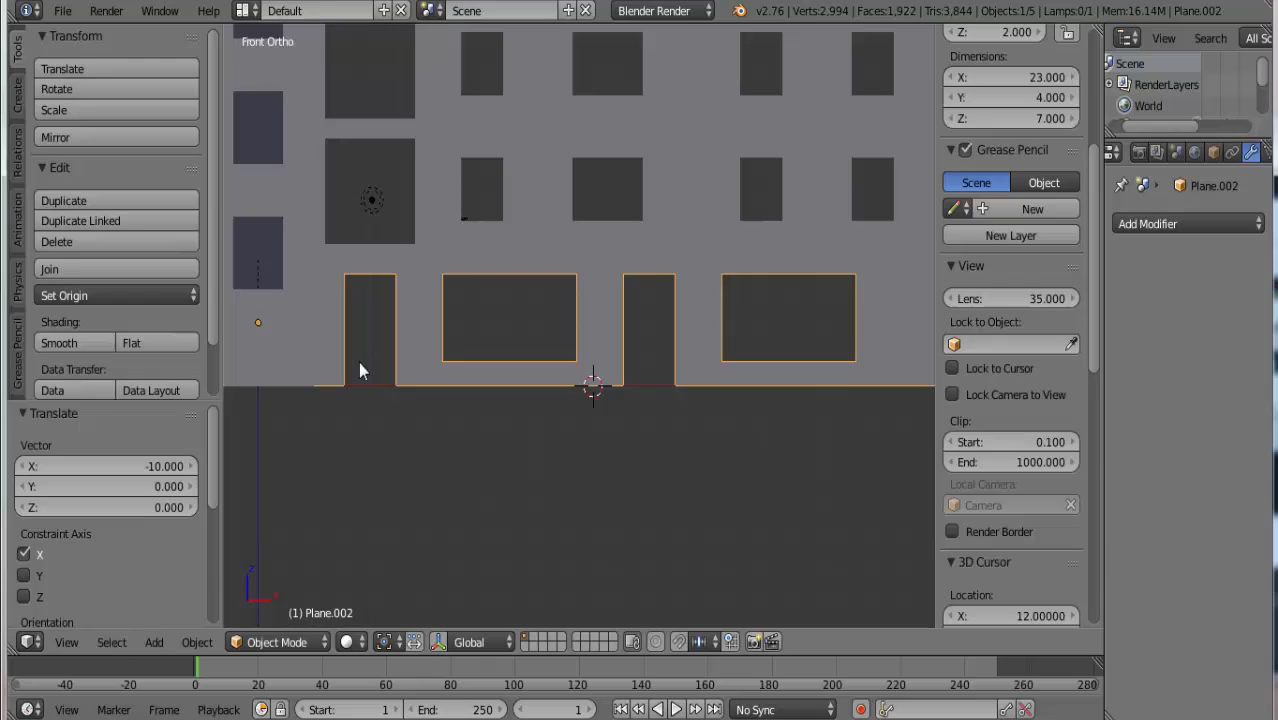 File Render Window Help Default Scene Blender Render v2.76 | Verts:2,994 | Faces:1,922 | Tris:3,844 | Objects:1/5 | Lamps:0/1 | Mem:16.14M | Plane.002
Tools
Create
Relations
Animation
Physics
Grease Pencil
Transform
Translate
Rotate
Scale
Mirror
Edit
Duplicate
Duplicate Linked
Delete
Join
Set Origin
Shading:
Smooth Flat
Data Transfer:
Data Data Layout
Translate
Vector
X: -10.000
Y: 0.000
Z: 0.000
Constraint Axis
X
Y
Z
Orientation
Front Ortho
z
x
(1) Plane.002
Z: 2.000
Dimensions:
X: 23.000
Y: 4.000
Z: 7.000
Grease Pencil
Scene Object
New
New Layer
View
Lens: 35.000
Lock to Object:
Lock to Cursor
Lock Camera to View
Clip:
Start: 0.100
End: 1000.000
Local Camera:
Camera
Render Border
3D Cursor
Location:
X: 12.00000
View Search All Sc
Scene
RenderLayers
World
Plane.002
Add Modifier
View Select Add Object Object Mode Global
-40 -20 0 20 40 60 80 100 120 140 160 180 200 220 240 260 280
View Marker Frame Playback Start: 1 End: 250 1 No Sync